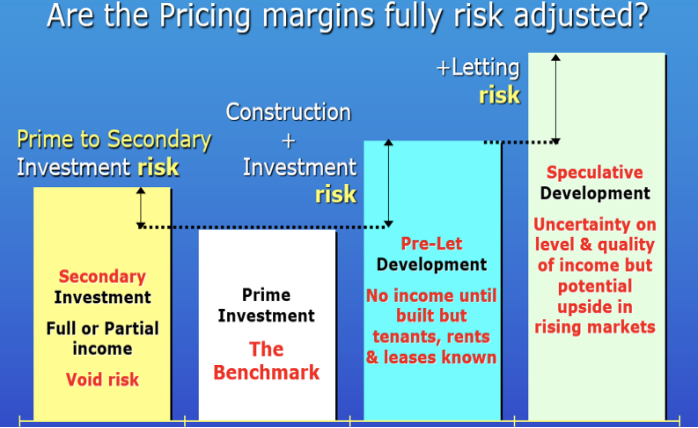 Are the Pricing margins fully risk adjusted?
+Letting
risk
Construction
+
Investment
risk
Prime to Secondary
Investment risk
Secondary
Investment
Full or Partial
income
Void risk
Prime
Investment
The
Benchmark
Pre-Let
Development
No income until
built but
tenants, rents
& leases known
Speculative
Development
Uncertainty on
level & quality
of income but
potential
upside in
rising markets